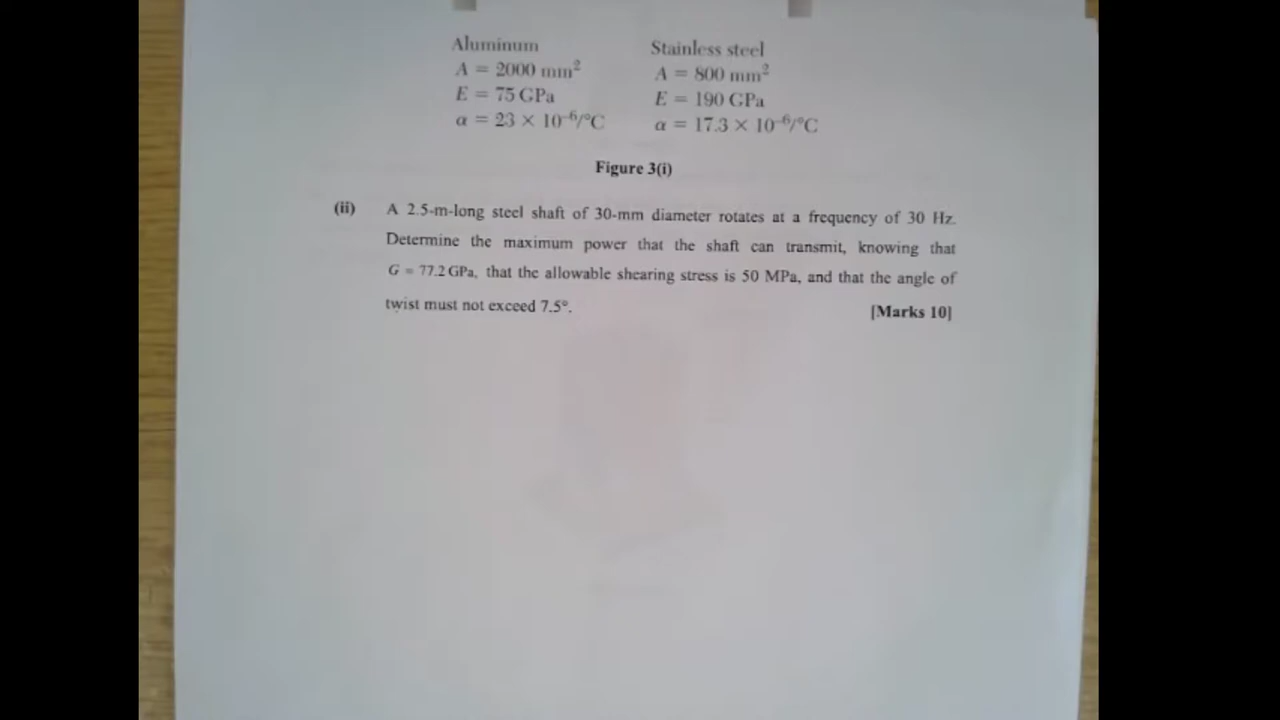 Aluminum Stainless steel
A = 2000 mm² A = 800 mm²
E = 75 GPa E = 190 GPa
α = 23 × 10⁻⁶/°C α = 17.3 × 10⁻⁶/°C
Figure 3(i)
(ii) A 2.5-m-long steel shaft of 30-mm diameter rotates at a frequency of 30 Hz.
Determine the maximum power that the shaft can transmit, knowing that
G = 77.2 GPa, that the allowable shearing stress is 50 MPa, and that the angle of
twist must not exceed 7.5°. [Marks 10]